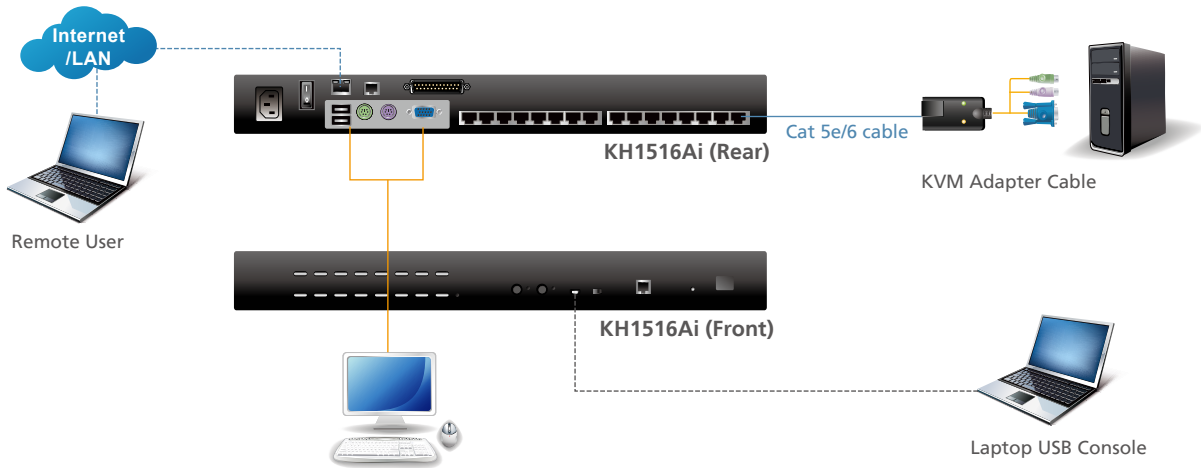 Internet
/LAN
Remote User
KH1516Ai (Rear)
Cat 5e/6 cable
KVM Adapter Cable
KH1516Ai (Front)
Laptop USB Console